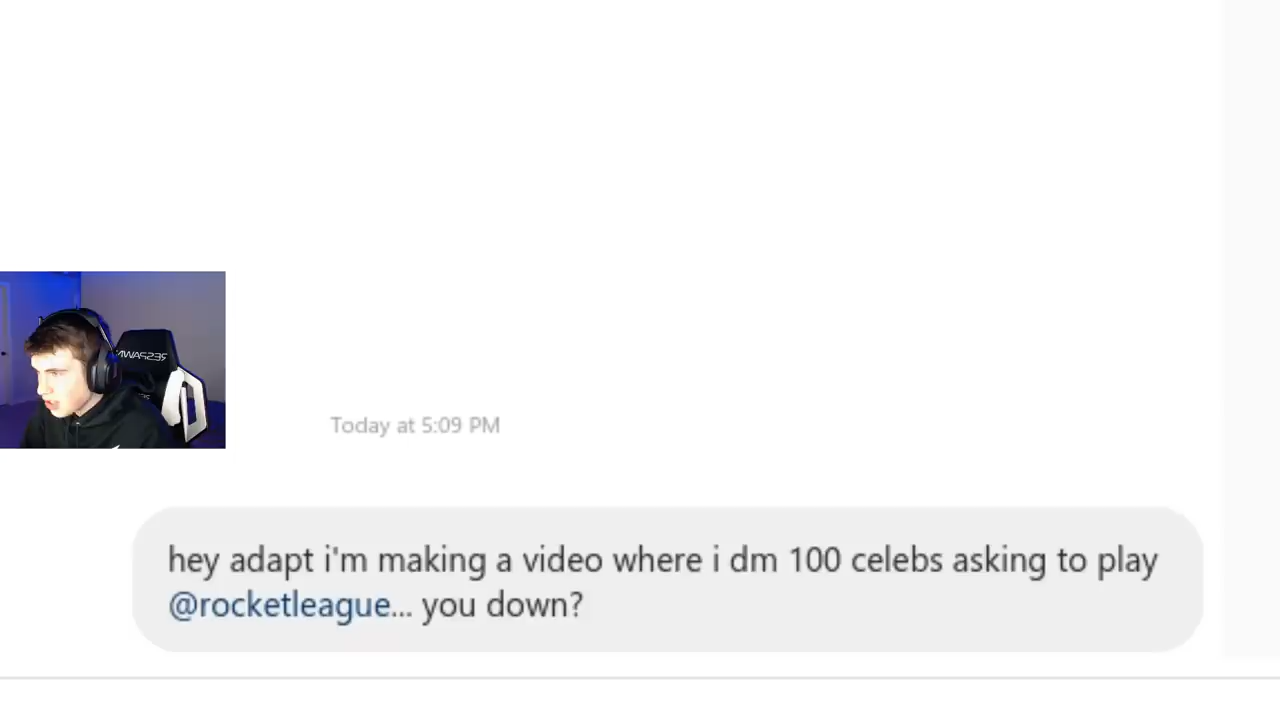 RESPAWN
Today at 5:09 PM
hey adapt i'm making a video where i dm 100 celebs asking to play
@rocketleague... you down?